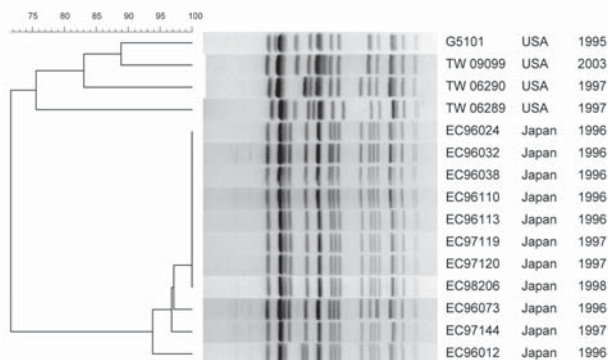 75 80 85 90 95 100
G5101 USA 1995
TW 09099 USA 2003
TW 06290 USA 1997
TW 06289 USA 1997
EC96024 Japan 1996
EC96032 Japan 1996
EC96038 Japan 1996
EC96110 Japan 1996
EC96113 Japan 1996
EC97119 Japan 1997
EC97120 Japan 1997
EC98206 Japan 1998
EC96073 Japan 1996
EC97144 Japan 1997
EC96012 Japan 1996